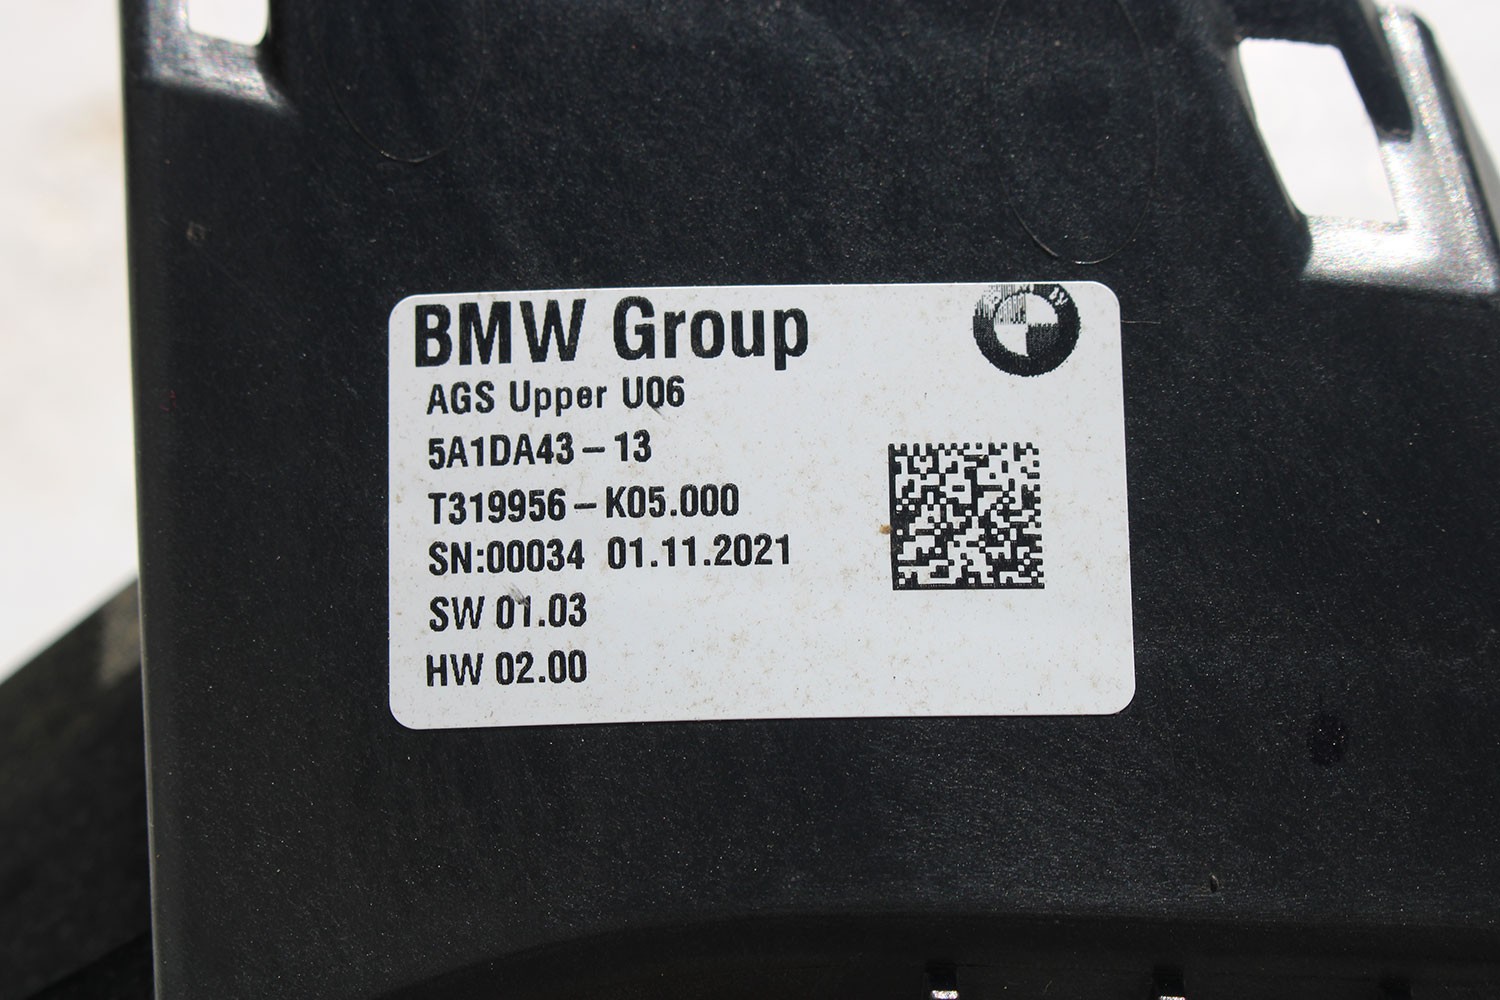 BMW Group
AGS Upper U06
5A1DA43-13
T319956-K05.000
SN:00034 01.11.2021
SW 01.03
HW 02.00